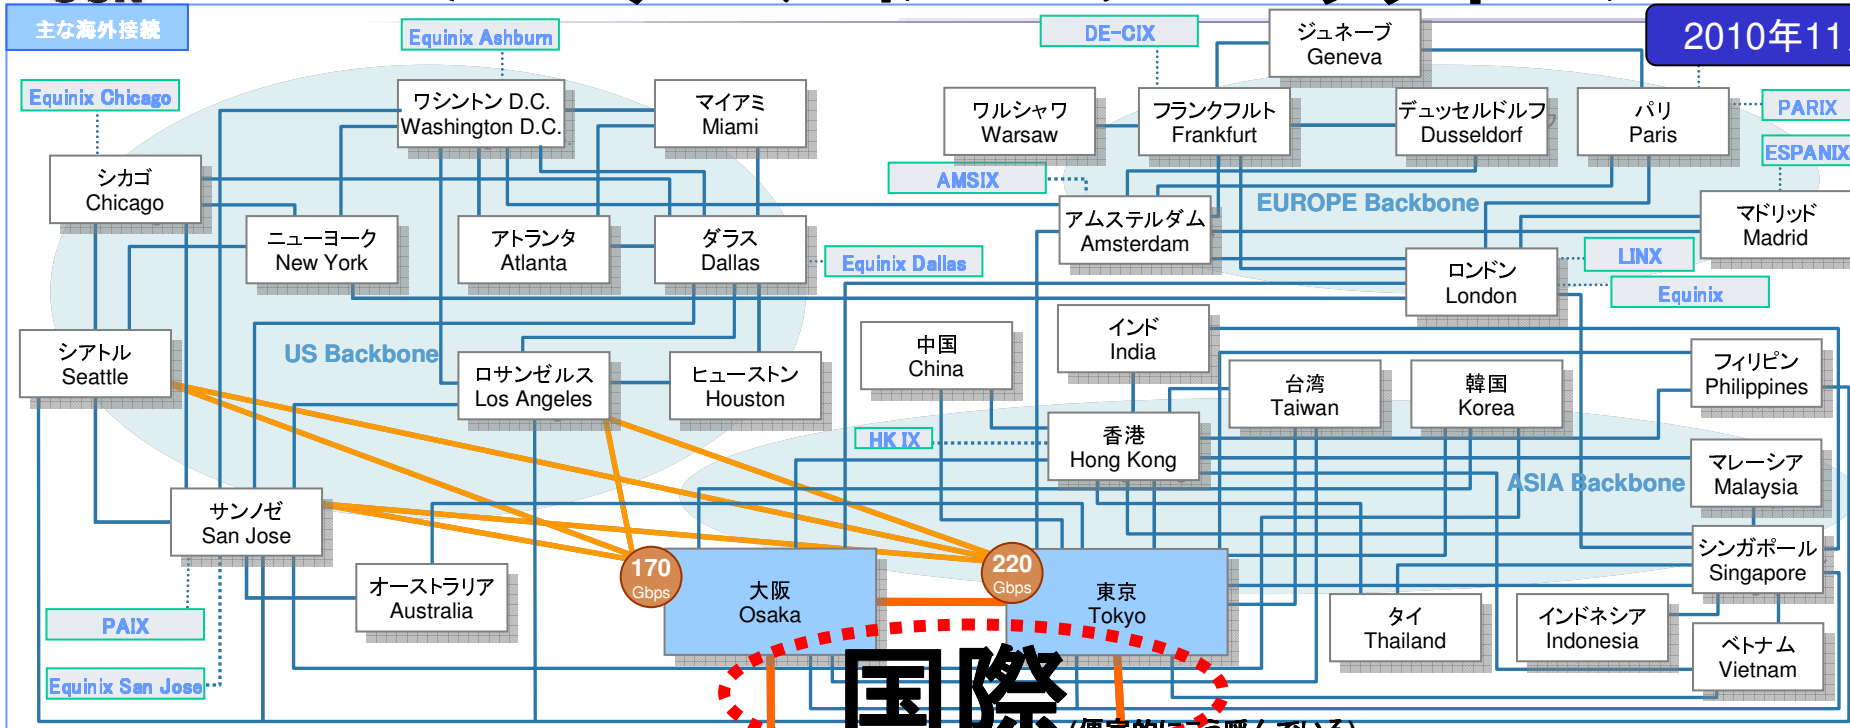 主な海外接続
Equinix Ashburn
DE-CIX
ジュネーブ
Geneva
2010年11
Equinix Chicago
ワシントン D.C.
Washington D.C.
マイアミ
Miami
ワルシャワ
Warsaw
フランクフルト
Frankfurt
デュッセルドルフ
Dusseldorf
パリ
Paris
PARIX
ESPANIX
シカゴ
Chicago
AMSIX
EUROPE Backbone
ニューヨーク
New York
アトランタ
Atlanta
ダラス
Dallas
Equinix Dallas
アムステルダム
Amsterdam
マドリッド
Madrid
ロンドン
London
LINX
Equinix
シアトル
Seattle
US Backbone
ロサンゼルス
Los Angeles
ヒューストン
Houston
中国
China
インド
India
台湾
Taiwan
韓国
Korea
フィリピン
Philippines
HK IX
香港
Hong Kong
マレーシア
Malaysia
ASIA Backbone
サンノゼ
San Jose
シンガポール
Singapore
170
Gbps
220
Gbps
オーストラリア
Australia
大阪
Osaka
東京
Tokyo
タイ
Thailand
インドネシア
Indonesia
ベトナム
Vietnam
PAIX
Equinix San Jose
国際
(便宜的にこう呼んでいる)